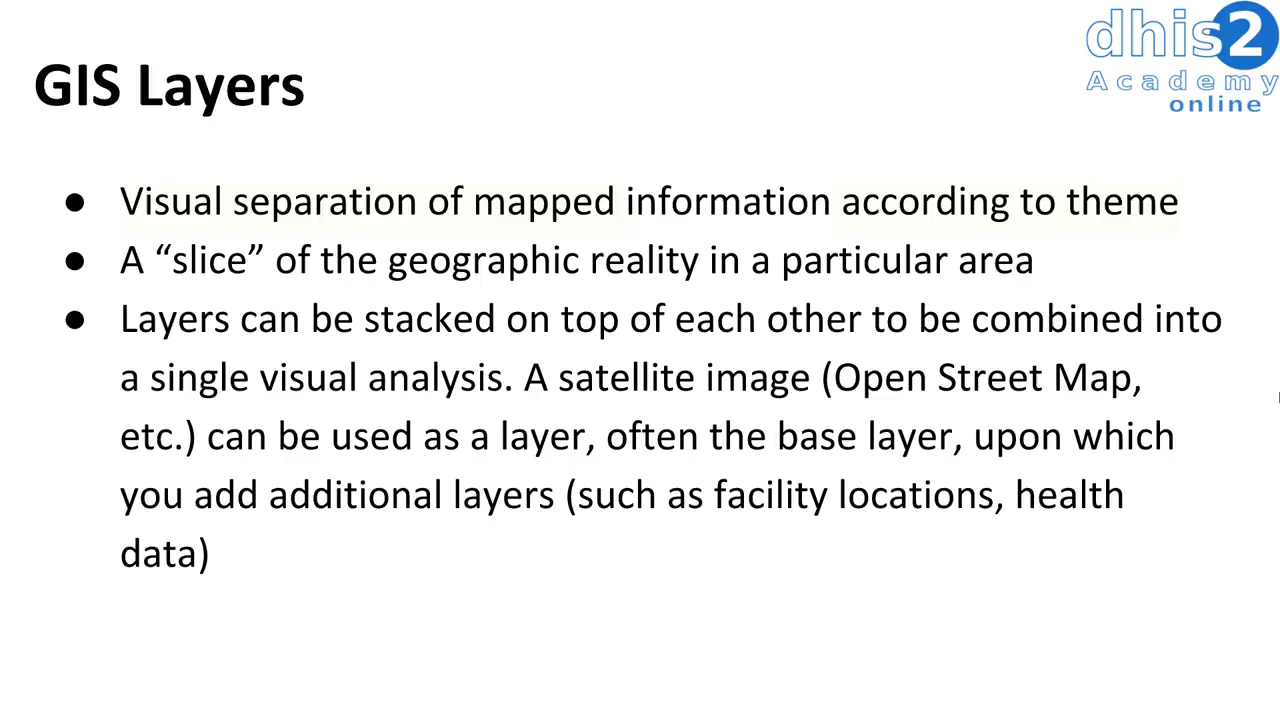 dhis2
Academy
online
GIS Layers
● Visual separation of mapped information according to theme
● A “slice” of the geographic reality in a particular area
● Layers can be stacked on top of each other to be combined into
a single visual analysis. A satellite image (Open Street Map,
etc.) can be used as a layer, often the base layer, upon which
you add additional layers (such as facility locations, health
data)